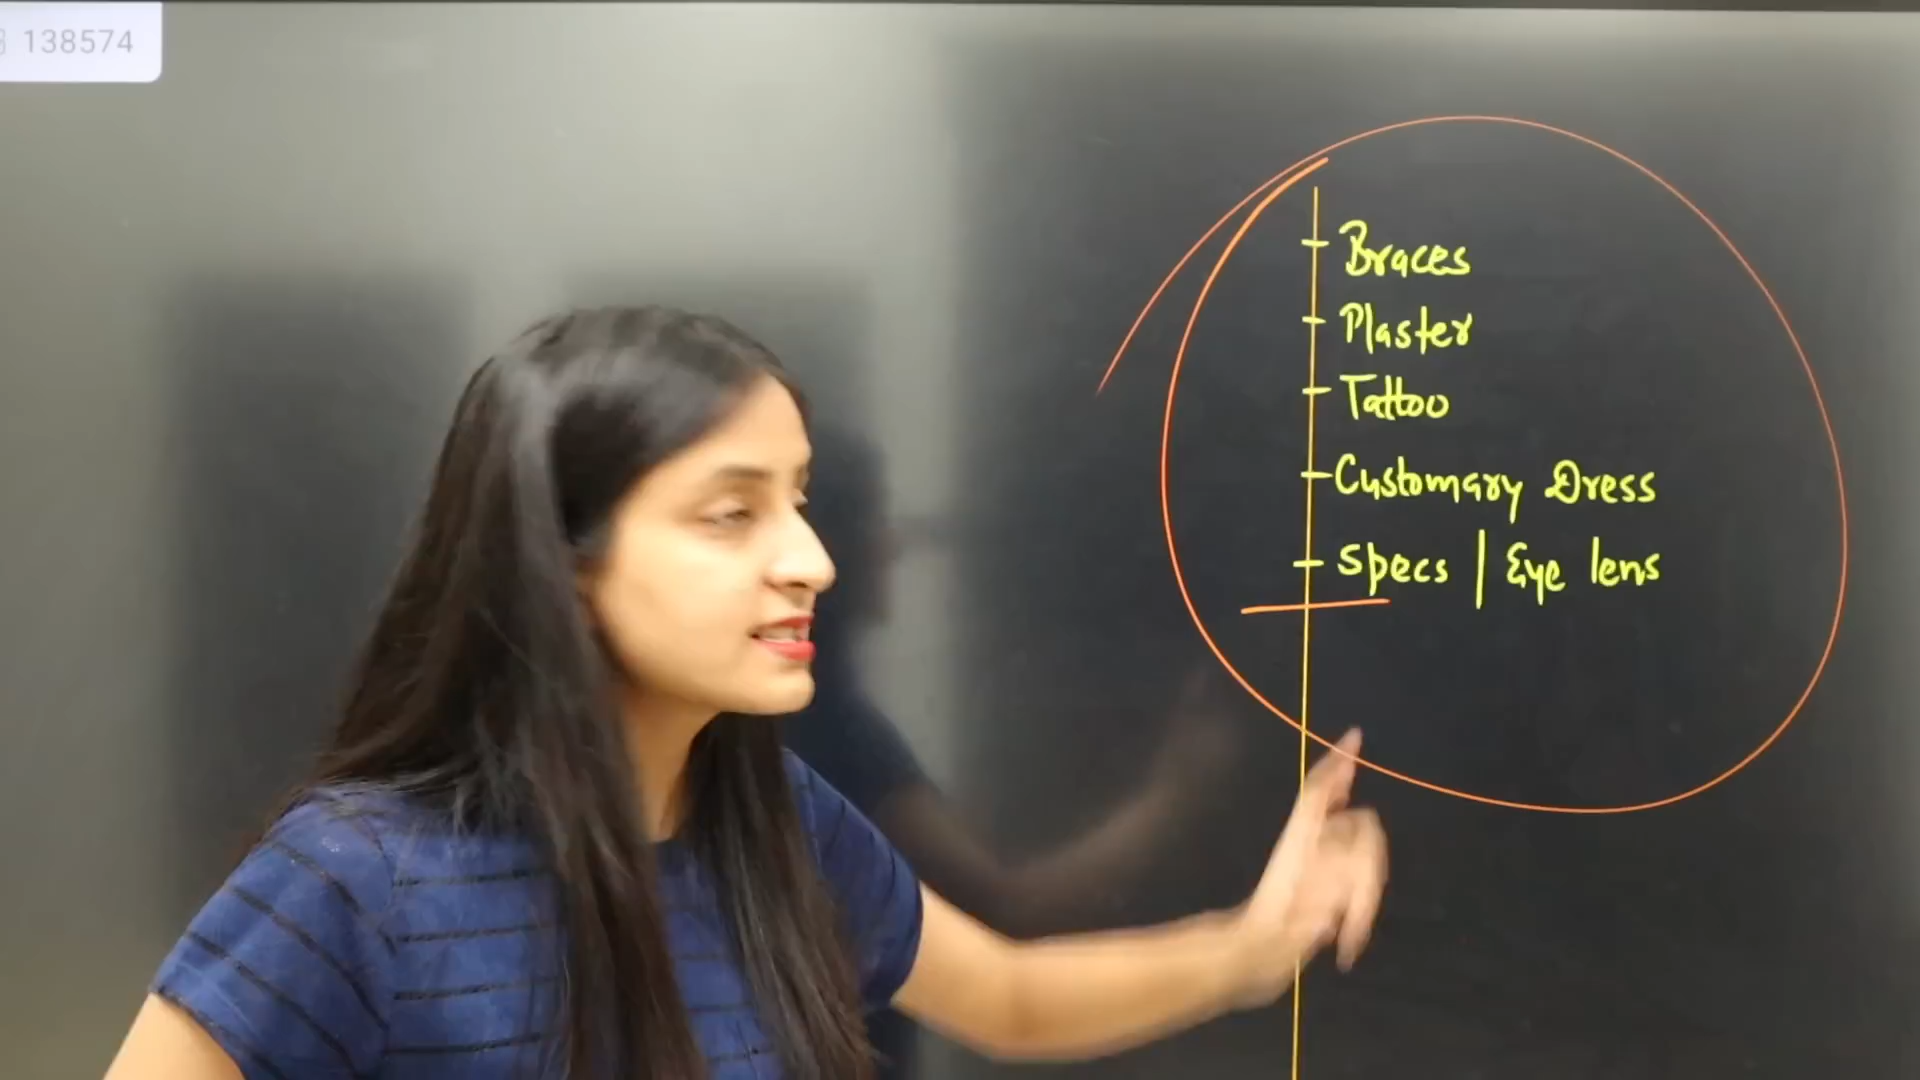 138574
Braces
Plaster
Tattoo
Customary Dress
Specs | Eye lens